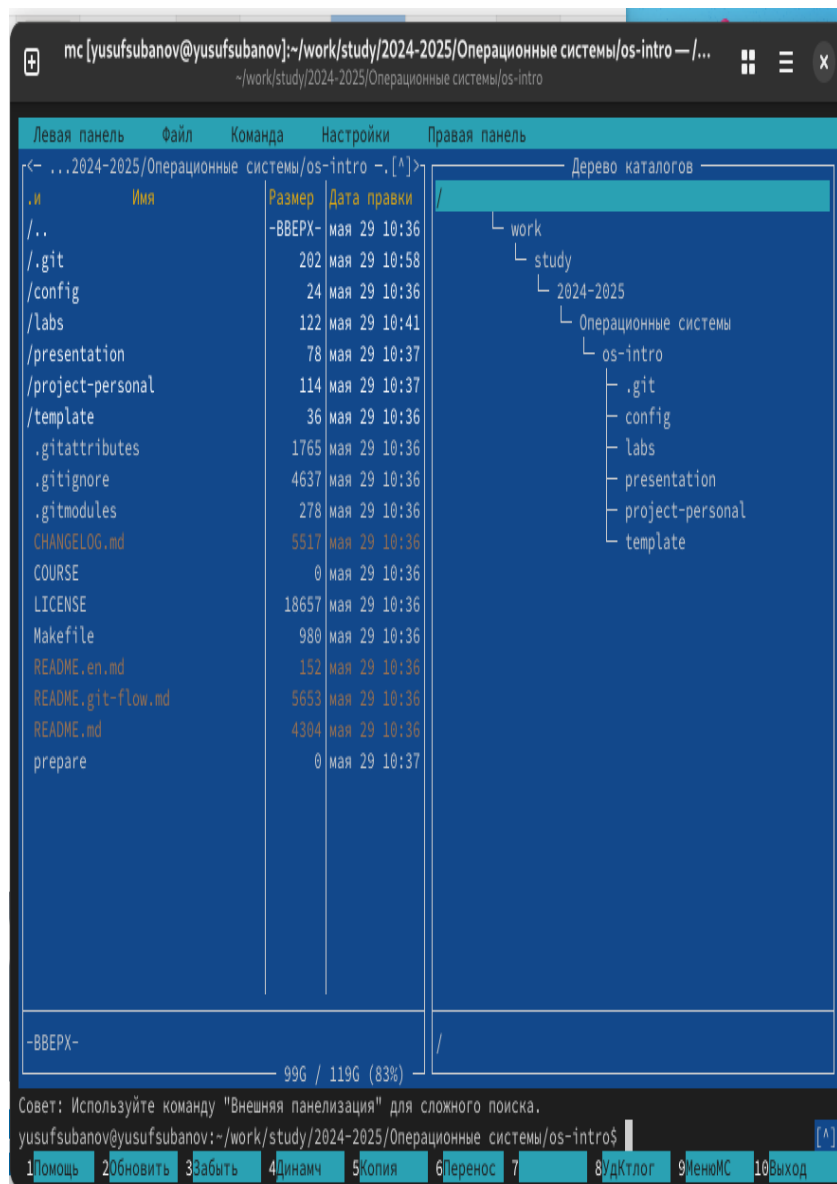 mc [yusufsubanov@yusufsubanov]:~/work/study/2024-2025/Операционные системы/os-intro — /...
~/work/study/2024-2025/Операционные системы/os-intro
Левая панель Файл Команда Настройки Правая панель
<- ...2024-2025/Операционные системы/os-intro -.[^]>
.и Имя Размер Дата правки
/.. -ВВЕРХ- мая 29 10:36
/.git 202 мая 29 10:58
/config 24 мая 29 10:36
/labs 122 мая 29 10:41
/presentation 78 мая 29 10:37
/project-personal 114 мая 29 10:37
/template 36 мая 29 10:36
.gitattributes 1765 мая 29 10:36
.gitignore 4637 мая 29 10:36
.gitmodules 278 мая 29 10:36
CHANGELOG.md 5517 мая 29 10:36
COURSE 0 мая 29 10:36
LICENSE 18657 мая 29 10:36
Makefile 980 мая 29 10:36
README.en.md 152 мая 29 10:36
README.git-flow.md 5653 мая 29 10:36
README.md 4304 мая 29 10:36
prepare 0 мая 29 10:37
-ВВЕРХ-
99G / 119G (83%)
Дерево каталогов
/
work
study
2024-2025
Операционные системы
os-intro
.git
config
labs
presentation
project-personal
template
/
Совет: Используйте команду "Внешняя панелизация" для сложного поиска.
yusufsubanov@yusufsubanov:~/work/study/2024-2025/Операционные системы/os-intro$ [^]
1Помощь 2Обновить 3Забыть 4Динамч 5Копия 6Перенос 7 8УдКтлог 9МенюMC 10Выход